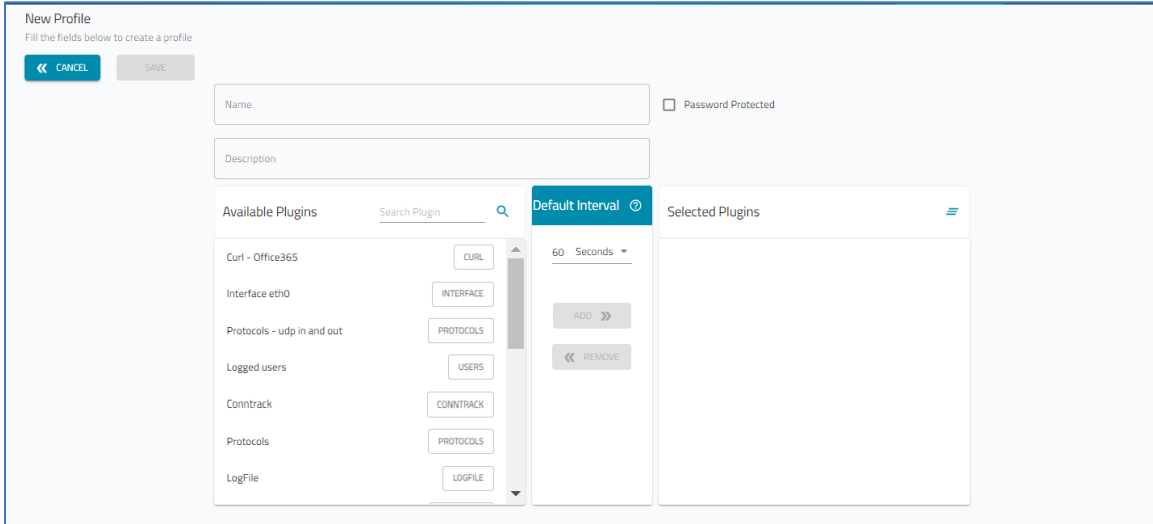 New Profile
Fill the fields below to create a profile
CANCEL
SAVE
Name
Password Protected
Description
Available Plugins
Search Plugin
Default Interval
Selected Plugins
Curl - Office365
CURL
60 Seconds
Interface eth0
INTERFACE
ADD
Protocols - udp in and out
PROTOCOLS
REMOVE
Logged users
USERS
Conntrack
CONNTRACK
Protocols
PROTOCOLS
LogFile
LOGFILE